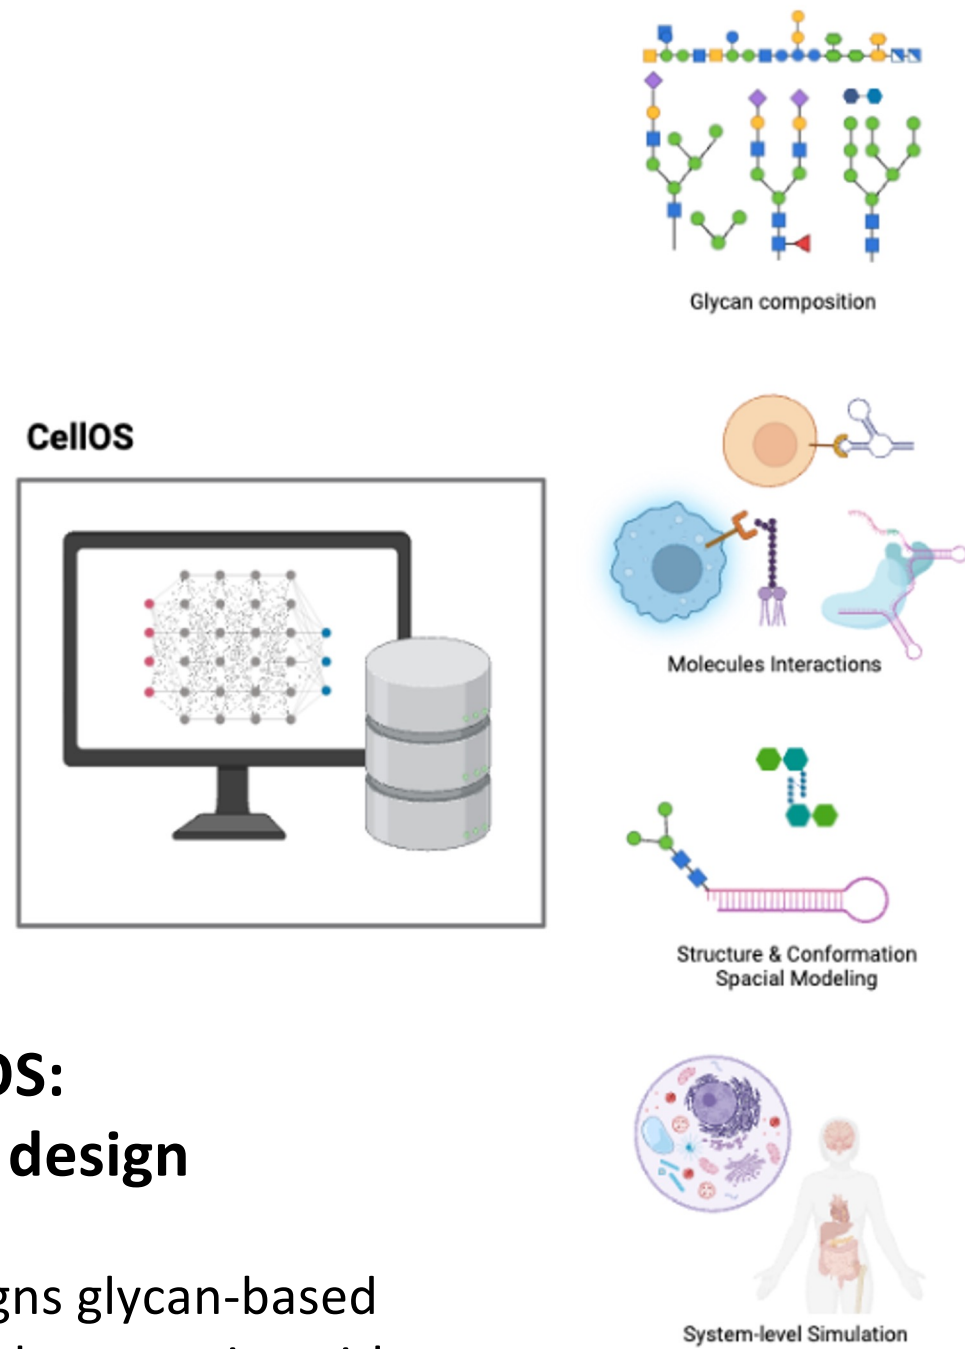 Glycan composition
CellOS
Molecules Interactions
Structure & Conformation
Spacial Modeling
OS:
design
gns glycan-based
System-level Simulation